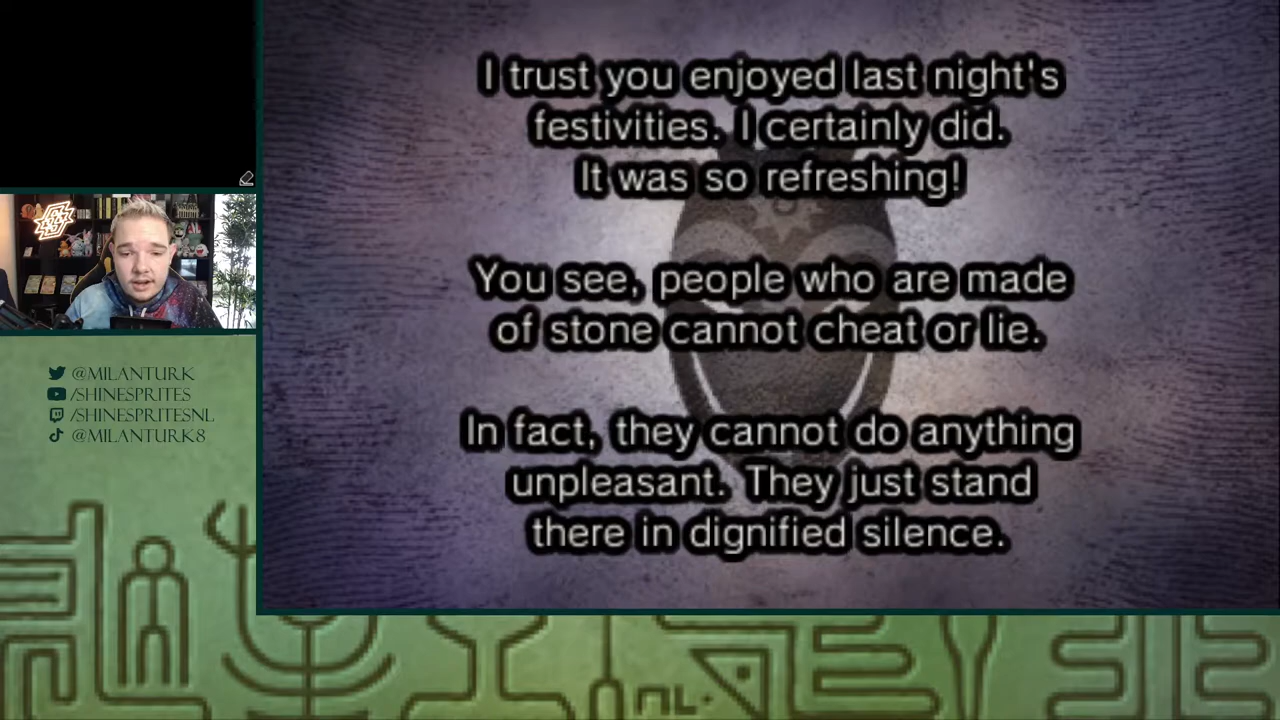 I trust you enjoyed last night's
festivities. I certainly did.
It was so refreshing!
You see, people who are made
of stone cannot cheat or lie.
In fact, they cannot do anything
unpleasant. They just stand
there in dignified silence.
@MILANTURK
/SHINESPRITES
/SHINESPRITESNL
@MILANTURK8